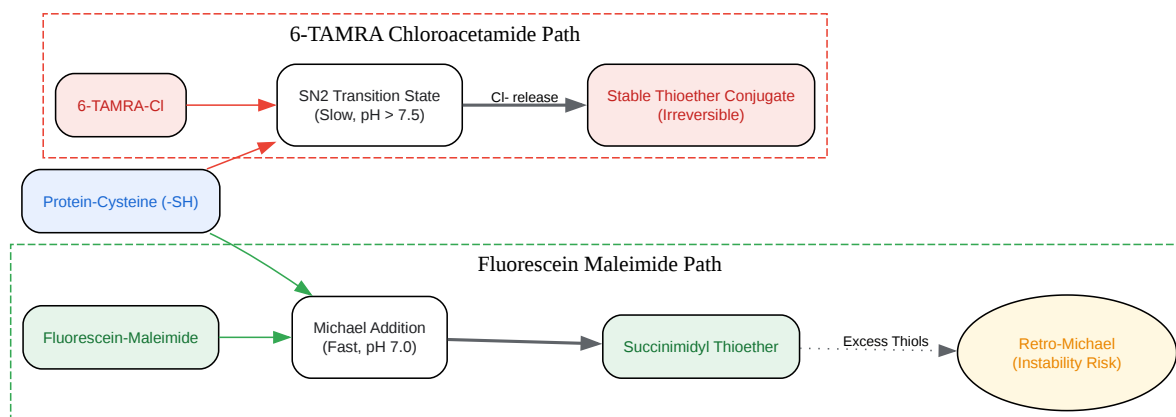 6-TAMRA Chloroacetamide Path
6-TAMRA-Cl
SN2 Transition State
(Slow, pH > 7.5)
Cl- release
Stable Thioether Conjugate
(Irreversible)
Protein-Cysteine (-SH)
Fluorescein Maleimide Path
Fluorescein-Maleimide
Michael Addition
(Fast, pH 7.0)
Succinimidyl Thioether
Excess Thiols
Retro-Michael
(Instability Risk)